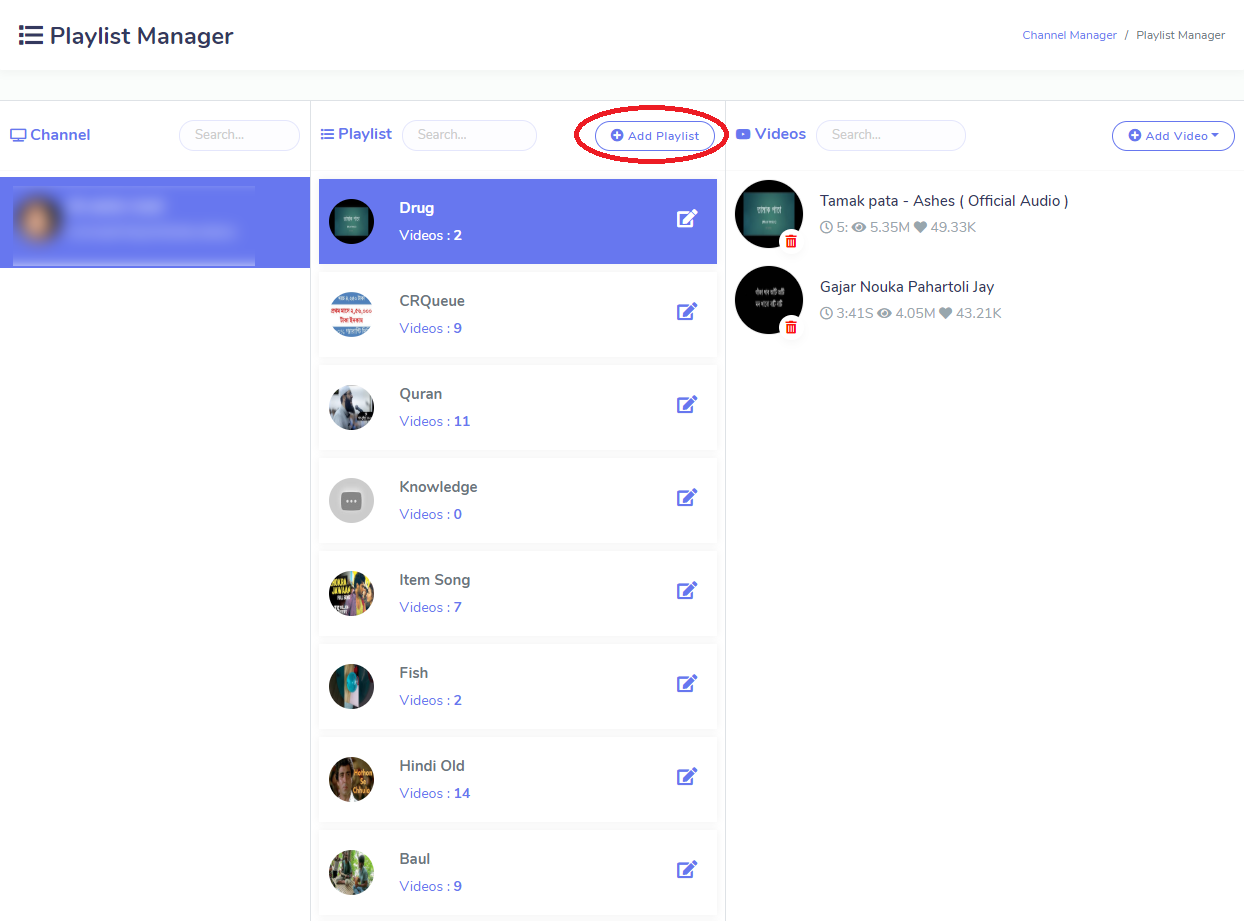 Playlist Manager
Channel Manager / Playlist Manager
Channel
Search...
Playlist
Search...
Add Playlist
Drug
Videos : 2
CRQueue
Videos : 9
Quran
Videos : 11
Knowledge
Videos : 0
Item Song
Videos : 7
Fish
Videos : 2
Hindi Old
Videos : 14
Baul
Videos : 9
Videos
Search...
Add Video
Tamak pata - Ashes ( Official Audio )
5: 5.35M 49.33K
Gajar Nouka Pahartoli Jay
3:41S 4.05M 43.21K
তামাক পাতা